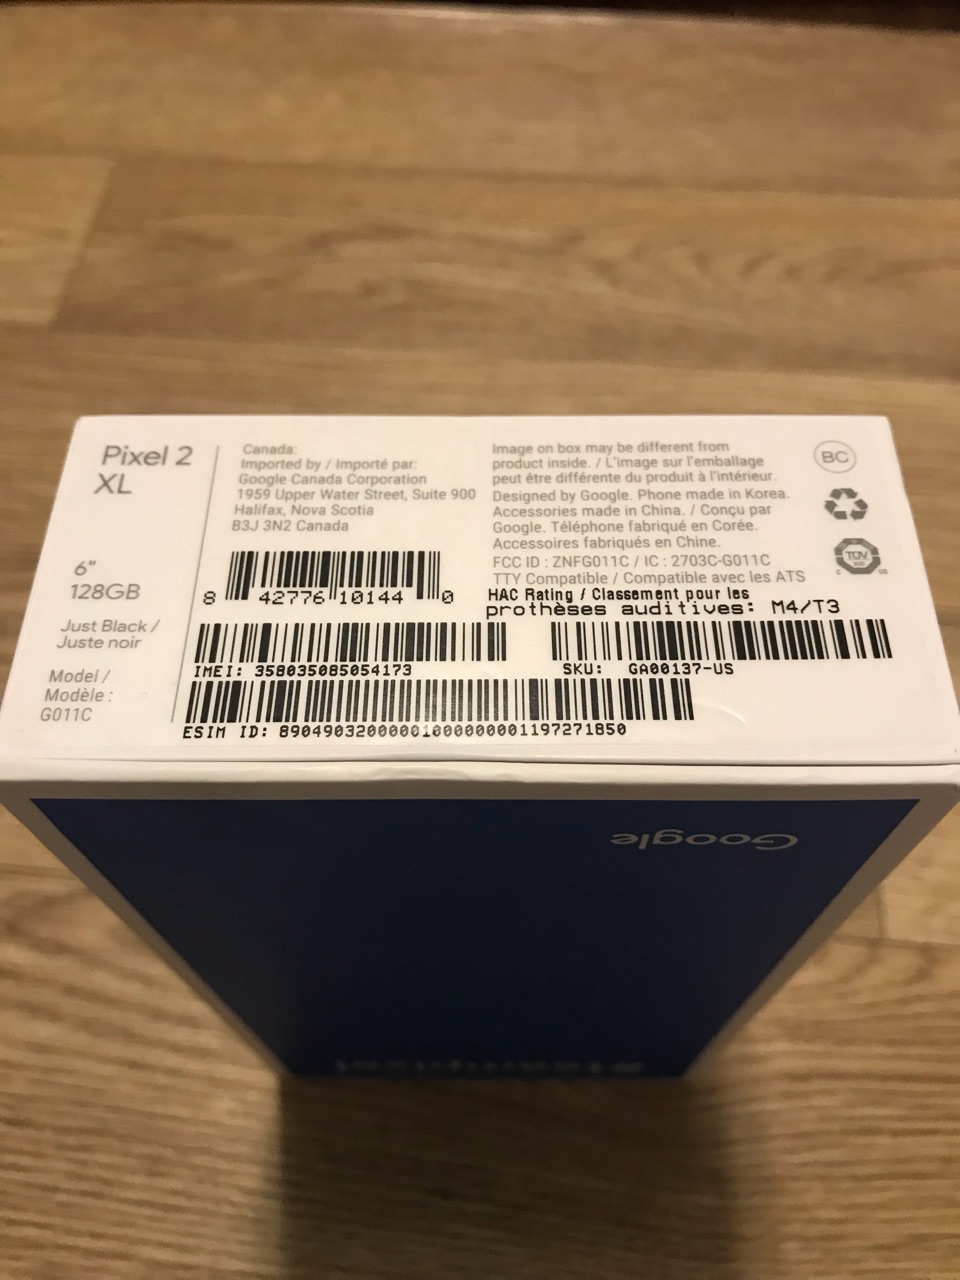 Pixel 2
XL
6"
128GB
Just Black /
Juste noir
Model /
Modèle :
G011C
Canada:
Imported by / Importé par:
Google Canada Corporation
1959 Upper Water Street, Suite 900
Halifax, Nova Scotia
B3J 3N2 Canada
8 42776 10144 0
Image on box may be different from
product inside. / L'image sur l'emballage
peut être différente du produit à l'intérieur.
Designed by Google. Phone made in Korea.
Accessories made in China. / Conçu par
Google. Téléphone fabriqué en Corée.
Accessoires fabriqués en Chine.
FCC ID : ZNFG011C / IC : 2703C-G011C
TTY Compatible / Compatible avec les ATS
HAC Rating / Classement pour les
prothèses auditives: M4/T3
BC
TÜV
C US
IMEI: 358035085054173
SKU: GA00137-US
ESIM ID: 89049032000001000000001197271850
Google